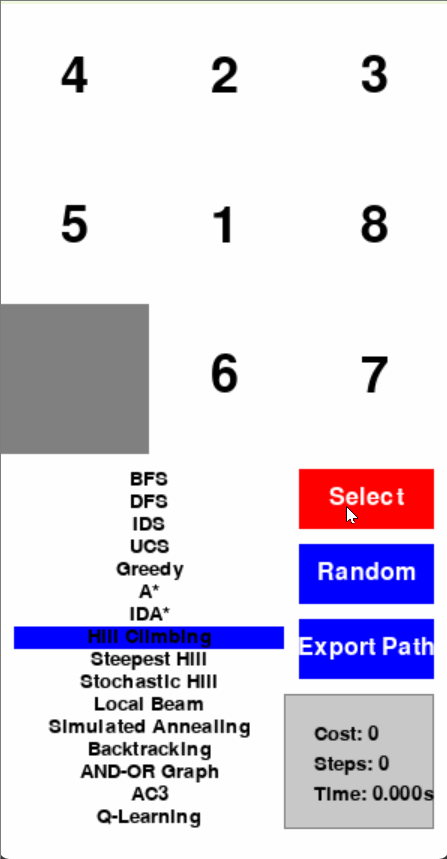 4 2 3
5 1 8
6 7
BFS
DFS
IDS
UCS
Greedy
A*
IDA*
Hill Climbing
Steepest Hill
Stochastic Hill
Local Beam
Simulated Annealing
Backtracking
AND-OR Graph
AC3
Q-Learning
Select
Random
Export Path
Cost: 0
Steps: 0
Time: 0.000s